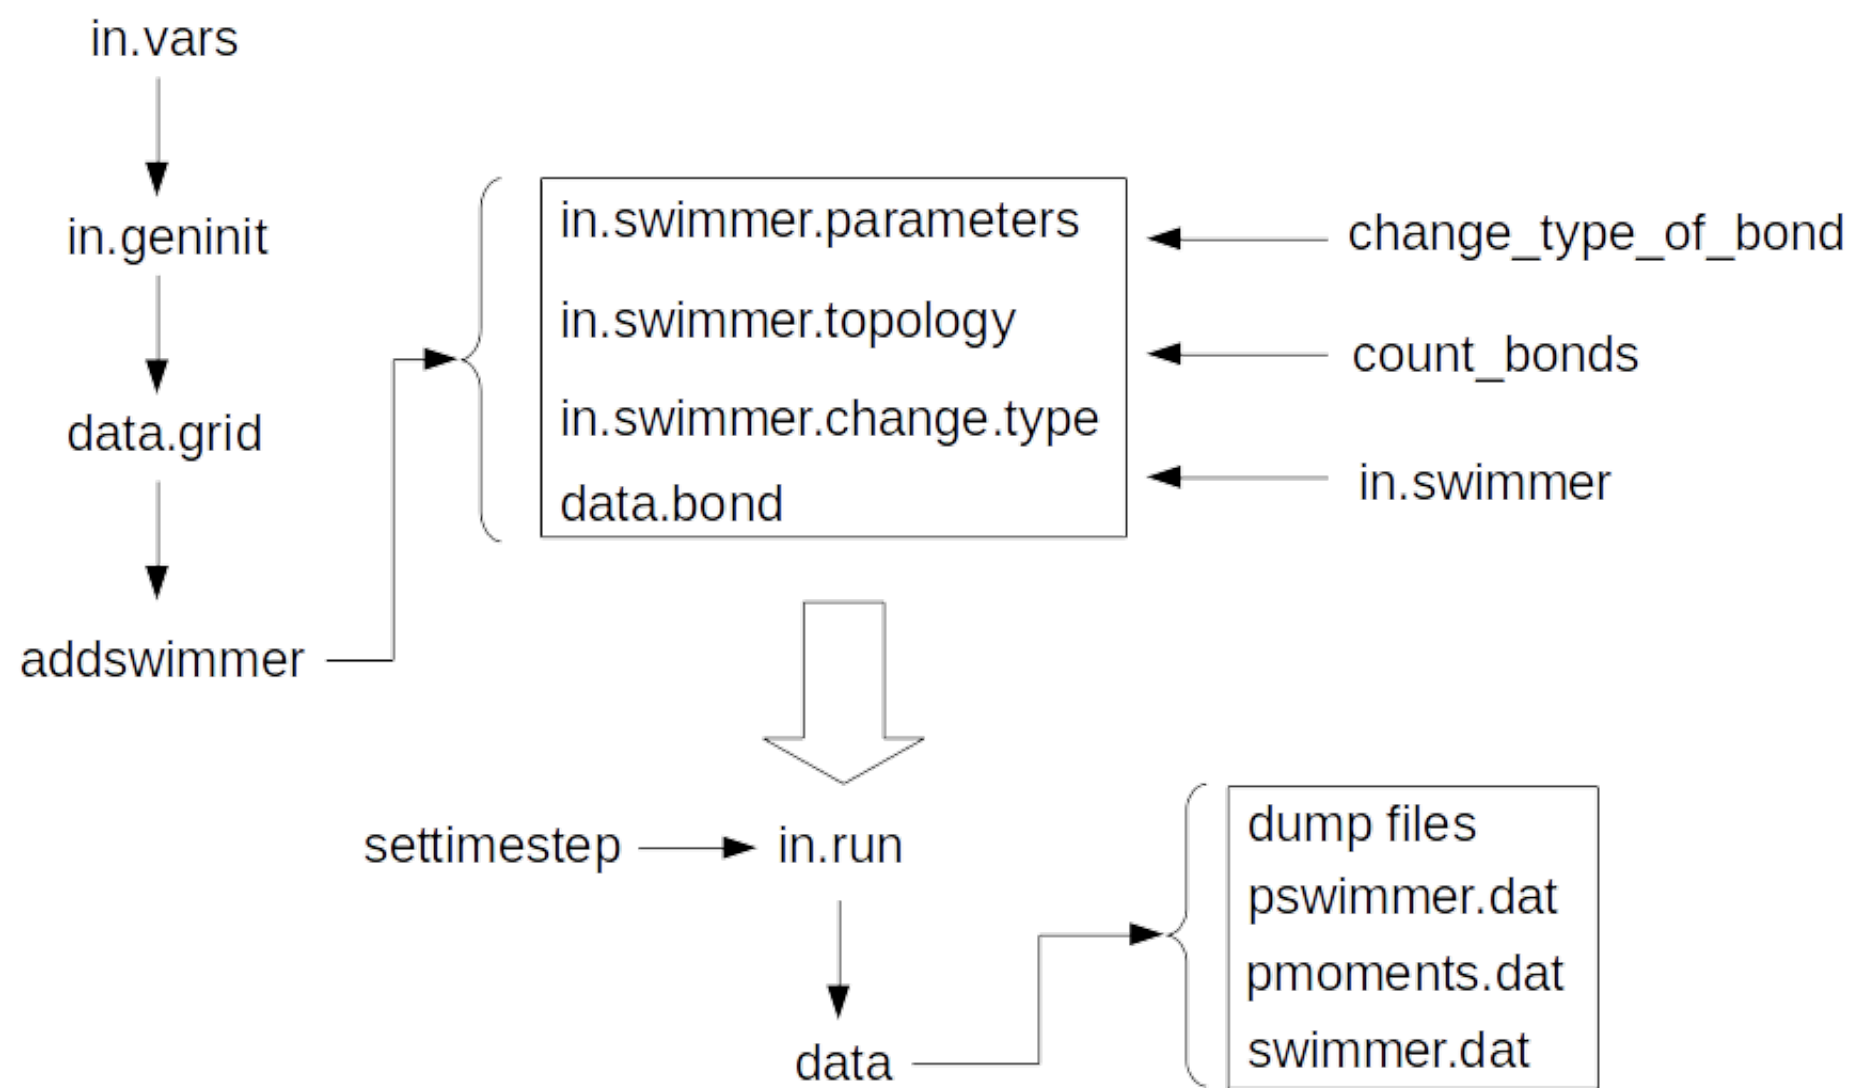 in.vars
in.geninit
data.grid
addswimmer
in.swimmer.parameters
in.swimmer.topology
in.swimmer.change.type
data.bond
change_type_of_bond
count_bonds
in.swimmer
settimestep
in.run
data
dump files
pswimmer.dat
pmoments.dat
swimmer.dat